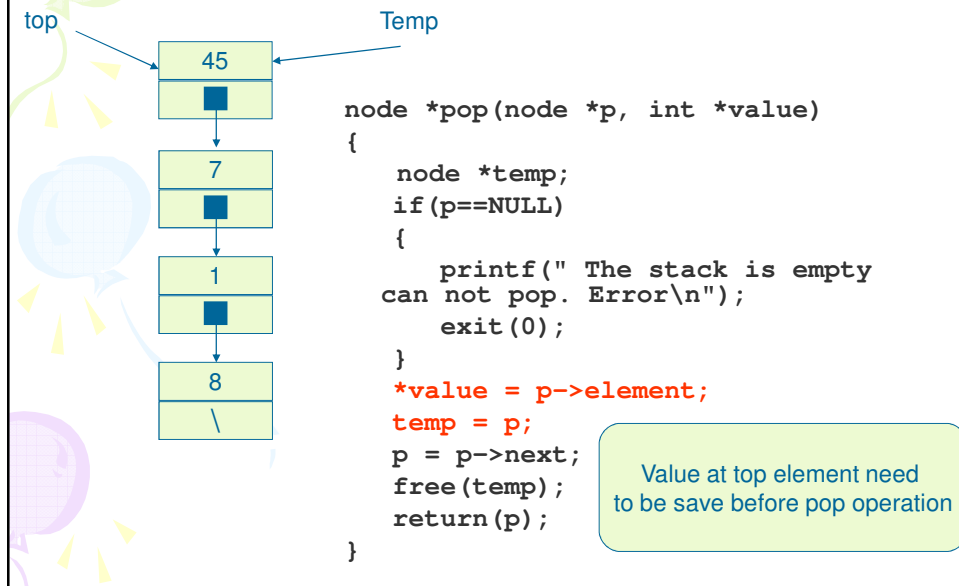 top
Temp
45
7
1
8
\
node *pop(node *p, int *value)
{
node *temp;
if(p==NULL)
{
printf(" The stack is empty
can not pop. Error\n");
exit(0);
}
*value = p->element;
temp = p;
p = p->next;
free(temp);
return(p);
}
Value at top element need
to be save before pop operation